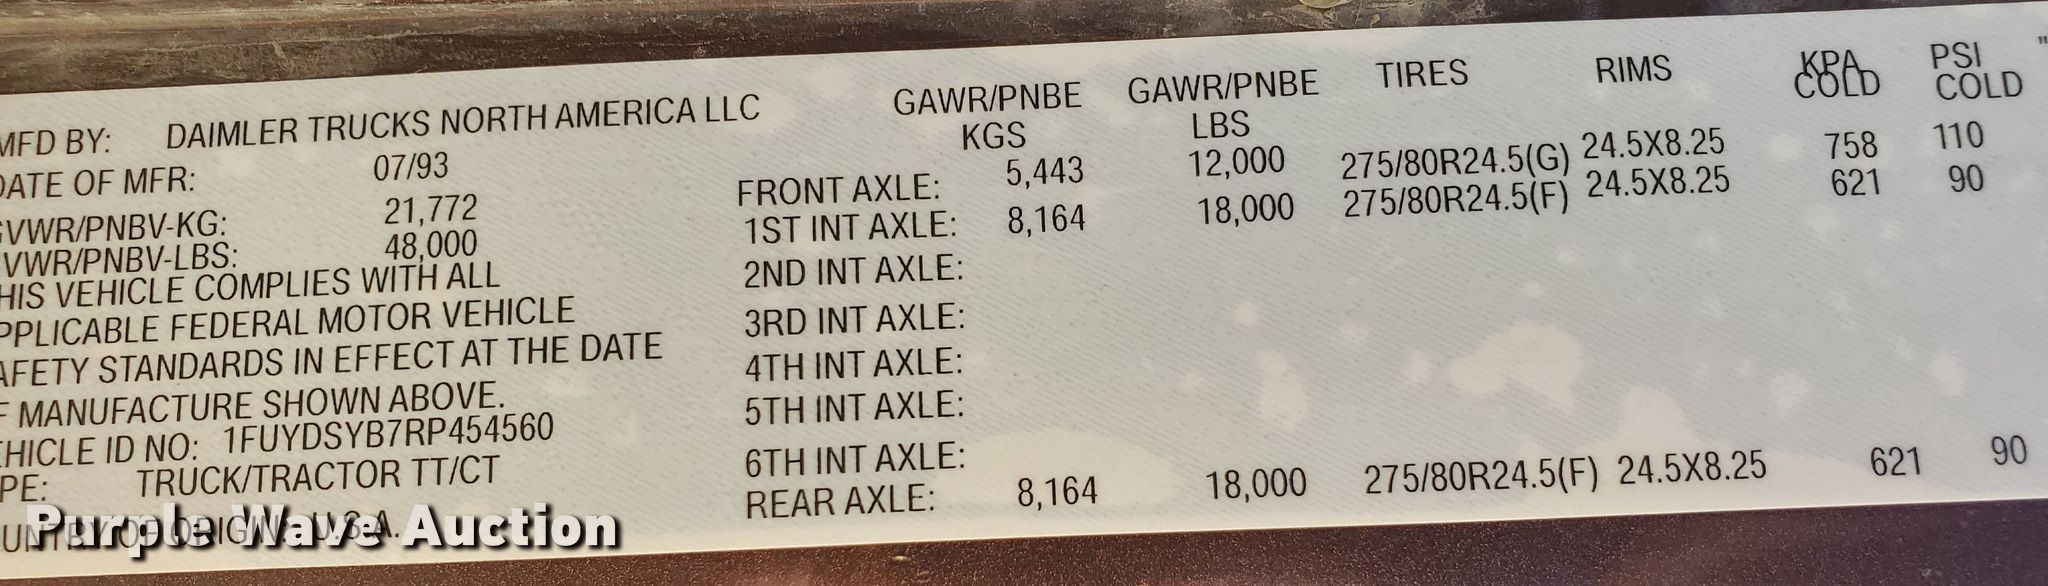 MFD BY: DAIMLER TRUCKS NORTH AMERICA LLC
DATE OF MFR: 07/93
GVWR/PNBV-KG: 21,772
GVWR/PNBV-LBS: 48,000
THIS VEHICLE COMPLIES WITH ALL
APPLICABLE FEDERAL MOTOR VEHICLE
SAFETY STANDARDS IN EFFECT AT THE DATE
OF MANUFACTURE SHOWN ABOVE.
VEHICLE ID NO: 1FUYDSYB7RP454560
TYPE: TRUCK/TRACTOR TT/CT
COUNTRY OF ORIGIN: U.S.A.
GAWR/PNBE KGS GAWR/PNBE LBS TIRES RIMS KPA COLD PSI COLD
FRONT AXLE: 5,443 12,000 275/80R24.5(G) 24.5X8.25 758 110
1ST INT AXLE: 8,164 18,000 275/80R24.5(F) 24.5X8.25 621 90
2ND INT AXLE:
3RD INT AXLE:
4TH INT AXLE:
5TH INT AXLE:
6TH INT AXLE:
REAR AXLE: 8,164 18,000 275/80R24.5(F) 24.5X8.25 621 90
Purple Wave Auction